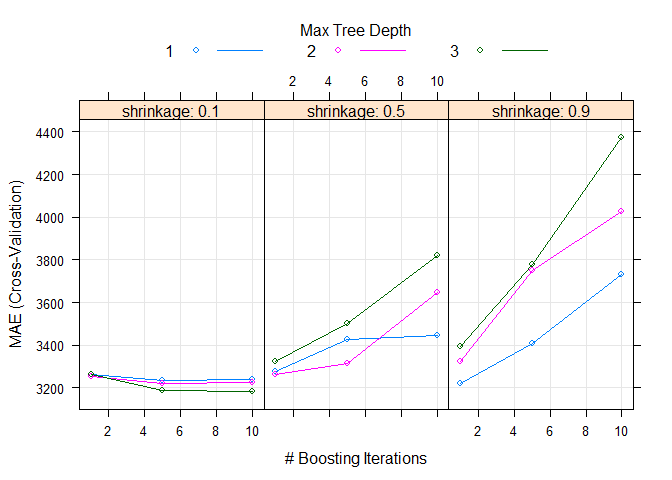 Max Tree Depth
1 2 3
2 4 6 8 10
shrinkage: 0.1 shrinkage: 0.5 shrinkage: 0.9
4400
4200
4000
3800
3600
3400
3200
MAE (Cross-Validation)
2 4 6 8 10 2 4 6 8 10
# Boosting Iterations